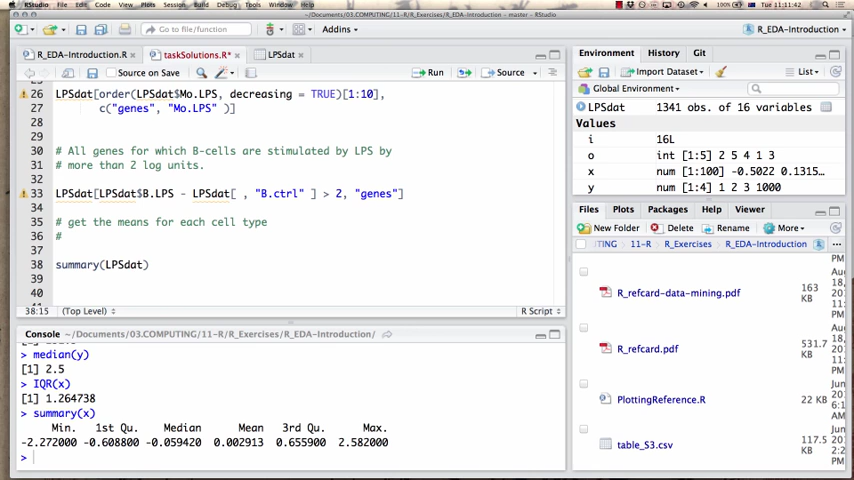 RStudio File Edit Code View Plots Session Build Debug Tools Window Help 100% Tue 11:11:42
~/Documents/03.COMPUTING/11-R/R_Exercises/R_EDA-Introduction - master - RStudio
Go to file/function Addins R_EDA-Introduction
R_EDA-Introduction.R taskSolutions.R* LPSdat
Source on Save Run Source
26 LPSdat[order(LPSdat$Mo.LPS, decreasing = TRUE)[1:10],
27 c("genes", "Mo.LPS" )]
28
29
30 # All genes for which B-cells are stimulated by LPS by
31 # more than 2 log units.
32
33 LPSdat[LPSdat$B.LPS - LPSdat[ , "B.ctrl" ] > 2, "genes"]
34
35 # get the means for each cell type
36 #
37
38 summary(LPSdat)
39
40
38:15 (Top Level) R Script
Console ~/Documents/03.COMPUTING/11-R/R_Exercises/R_EDA-Introduction/
> median(y)
[1] 2.5
> IQR(x)
[1] 1.264738
> summary(x)
Min. 1st Qu. Median Mean 3rd Qu. Max.
-2.272000 -0.608800 -0.059420 0.002913 0.655900 2.582000
>
Environment History Git
Import Dataset List
Global Environment
LPSdat 1341 obs. of 16 variables
Values
i 16L
o int [1:5] 2 5 4 1 3
x num [1:100] -0.5022 0.1315…
y num [1:4] 1 2 3 1000
Files Plots Packages Help Viewer
New Folder Delete Rename More
TING 11-R R_Exercises R_EDA-Introduction ...
PM
R_refcard-data-mining.pdf 163 KB
R_refcard.pdf 531.7 KB
PlottingReference.R 22 KB
table_S3.csv 117.5 KB